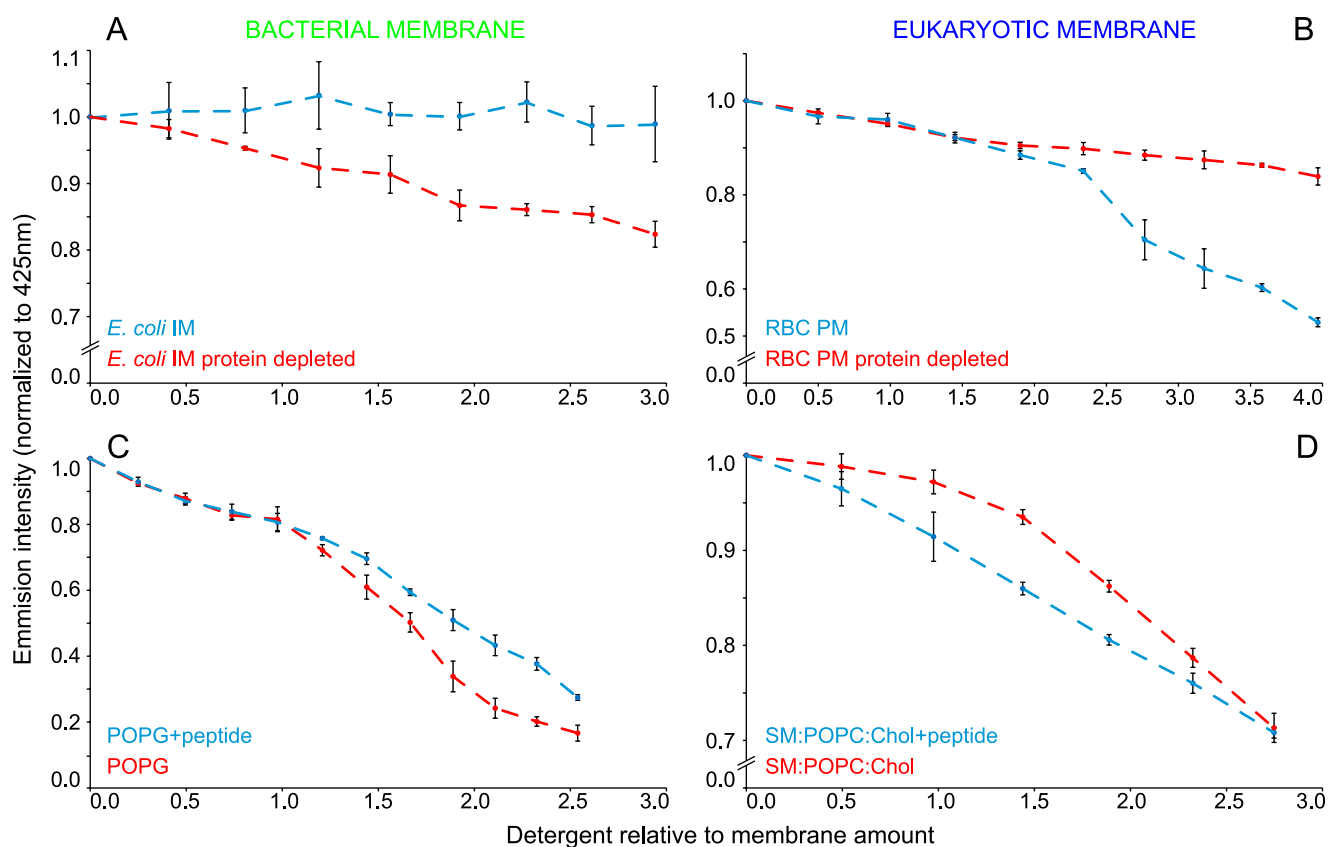 A
BACTERIAL MEMBRANE
EUKARYOTIC MEMBRANE
B
Emmision intensity (normalized to 425nm)
1.1
1.0
0.9
0.8
0.7
0.0
E. coli IM
E. coli IM protein depleted
0.0 0.5 1.0 1.5 2.0 2.5 3.0
1.0
0.8
0.6
0.5
0.0
RBC PM
RBC PM protein depleted
0.0 0.5 1.0 1.5 2.0 2.5 3.0 3.5 4.0
C
1.0
0.8
0.6
0.4
0.2
0.0
POPG+peptide
POPG
0.0 0.5 1.0 1.5 2.0 2.5 3.0
D
1.0
0.9
0.8
0.7
0.0
SM:POPC:Chol+peptide
SM:POPC:Chol
0.0 0.5 1.0 1.5 2.0 2.5 3.0
Detergent relative to membrane amount